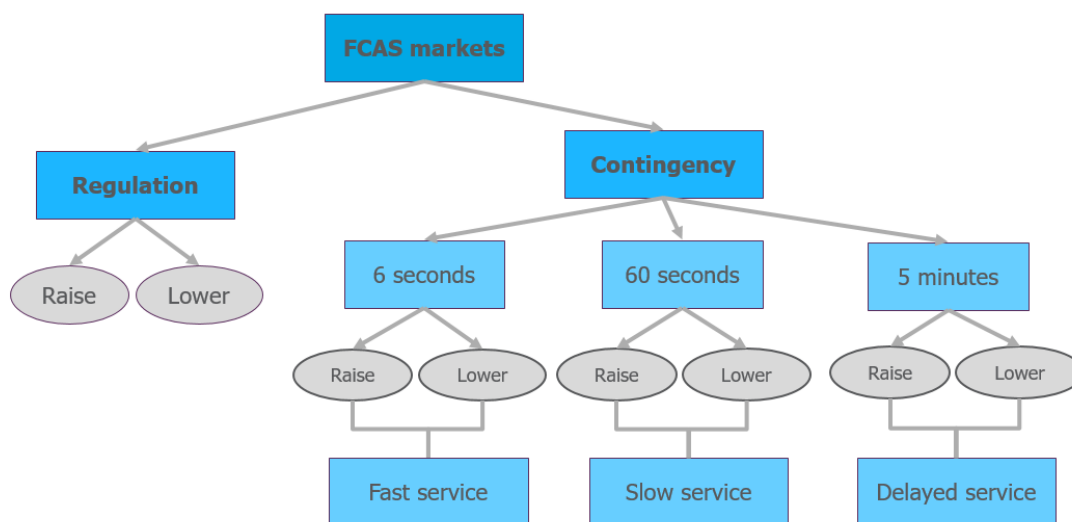 FCAS markets
Regulation
Contingency
Raise
Lower
6 seconds
60 seconds
5 minutes
Raise
Lower
Raise
Lower
Raise
Lower
Fast service
Slow service
Delayed service